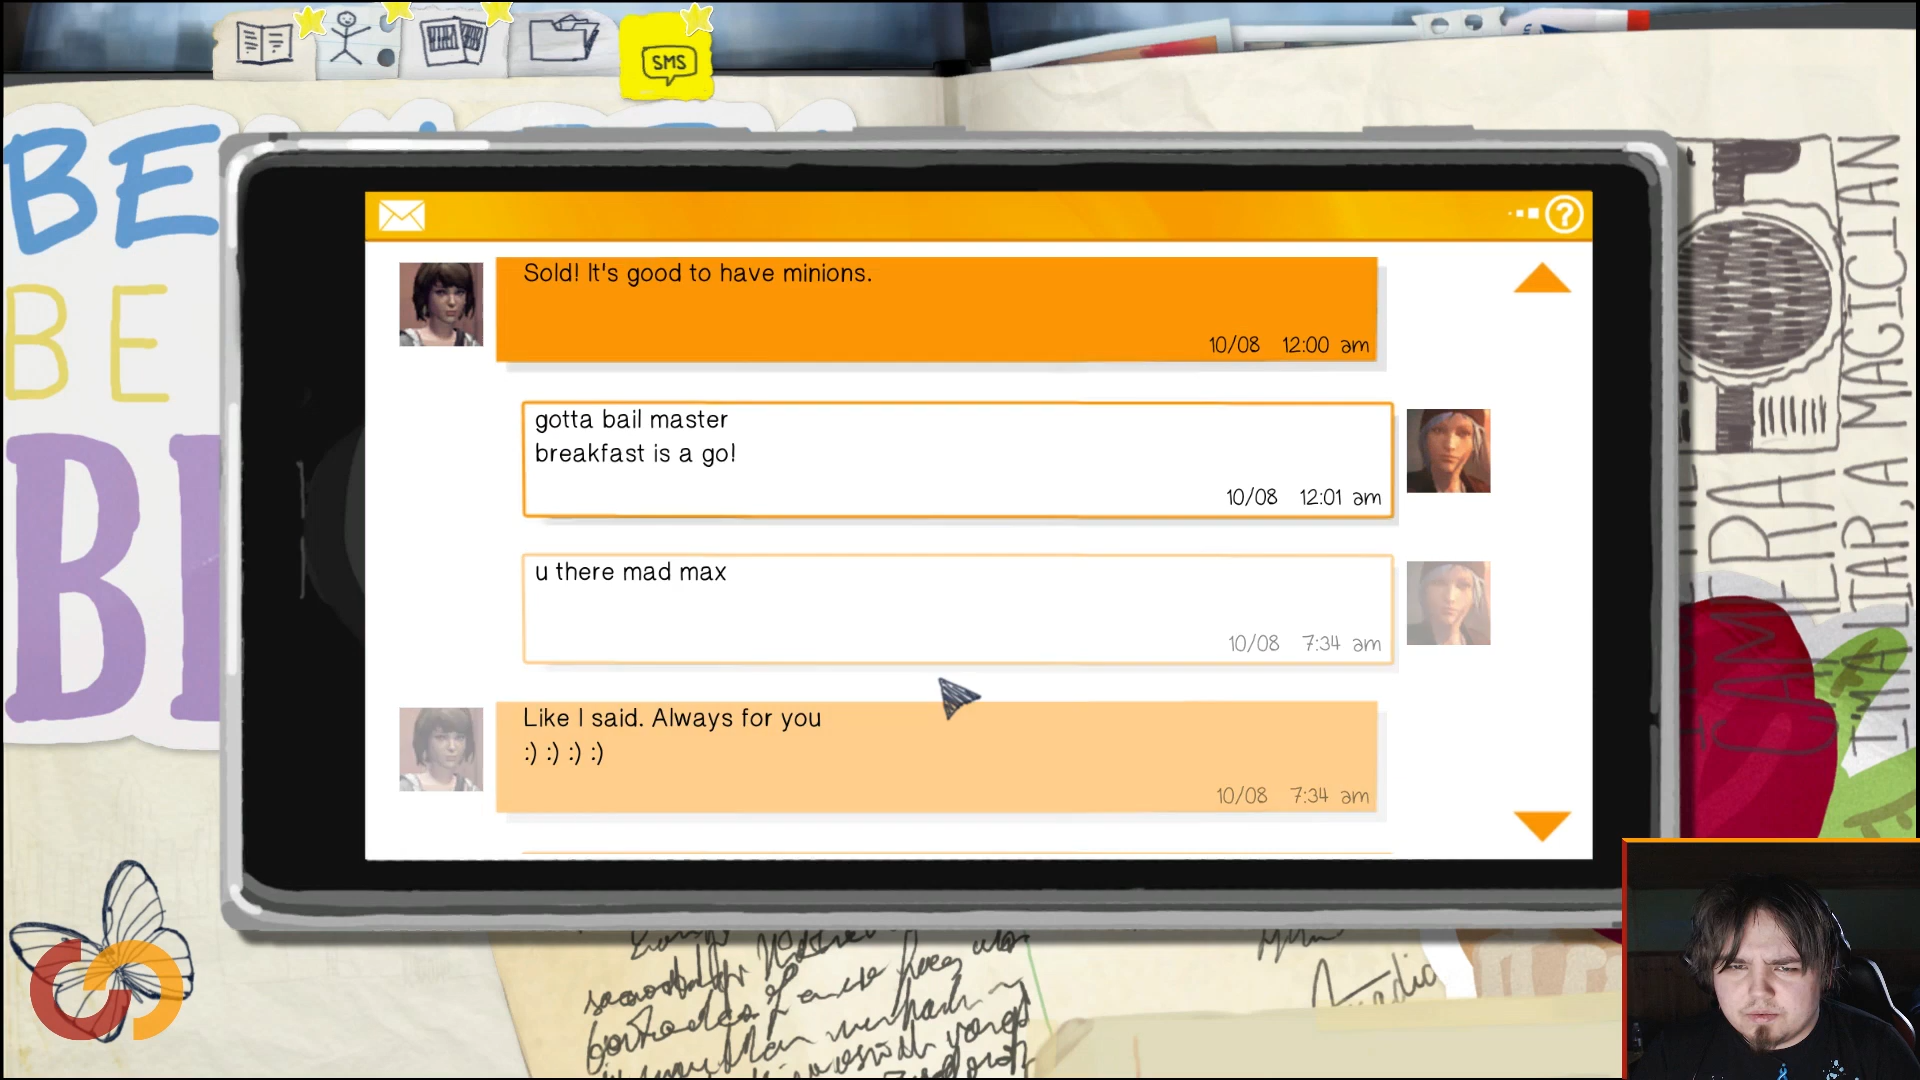 SMS
BE
BE
Sold! It's good to have minions.
10/08 12:00 am
gotta bail master
breakfast is a go!
10/08 12:01 am
u there mad max
10/08 7:34 am
Like I said. Always for you
:) :) :) :)
10/08 7:34 am
?
CAMERA
I'M A LIAR, A MAGICIAN